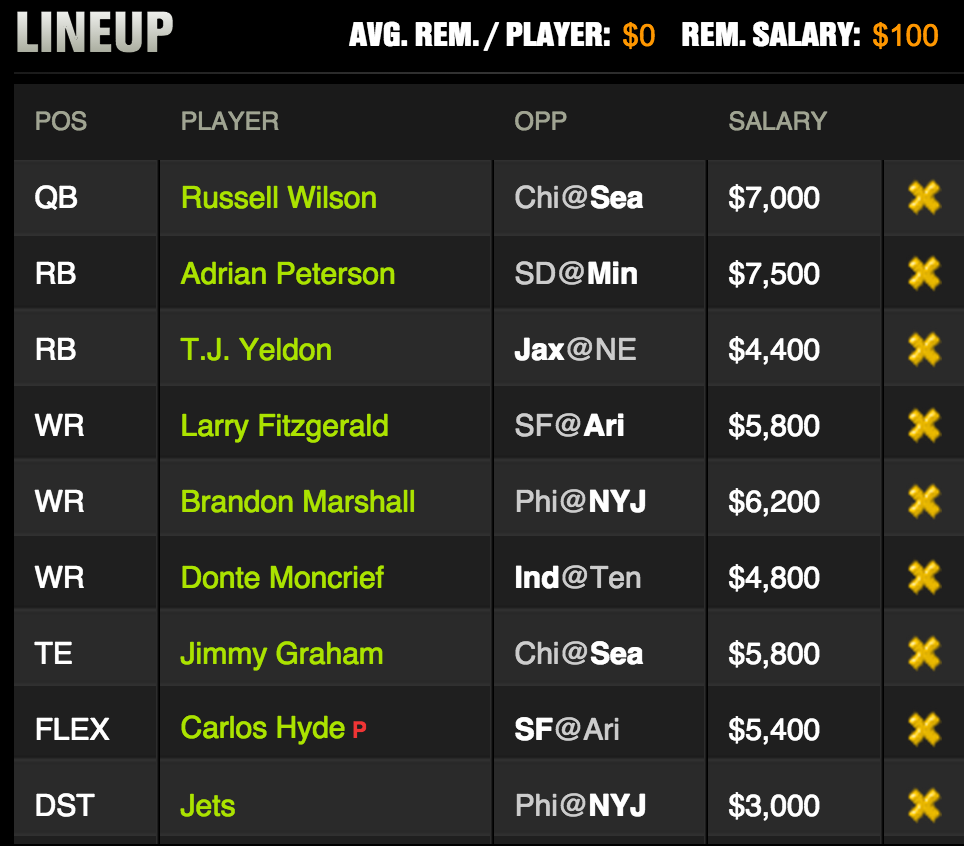 LINEUP AVG. REM. / PLAYER: $0 REM. SALARY: $100
POS PLAYER OPP SALARY
QB Russell Wilson Chi@Sea $7,000
RB Adrian Peterson SD@Min $7,500
RB T.J. Yeldon Jax@NE $4,400
WR Larry Fitzgerald SF@Ari $5,800
WR Brandon Marshall Phi@NYJ $6,200
WR Donte Moncrief Ind@Ten $4,800
TE Jimmy Graham Chi@Sea $5,800
FLEX Carlos Hyde P SF@Ari $5,400
DST Jets Phi@NYJ $3,000